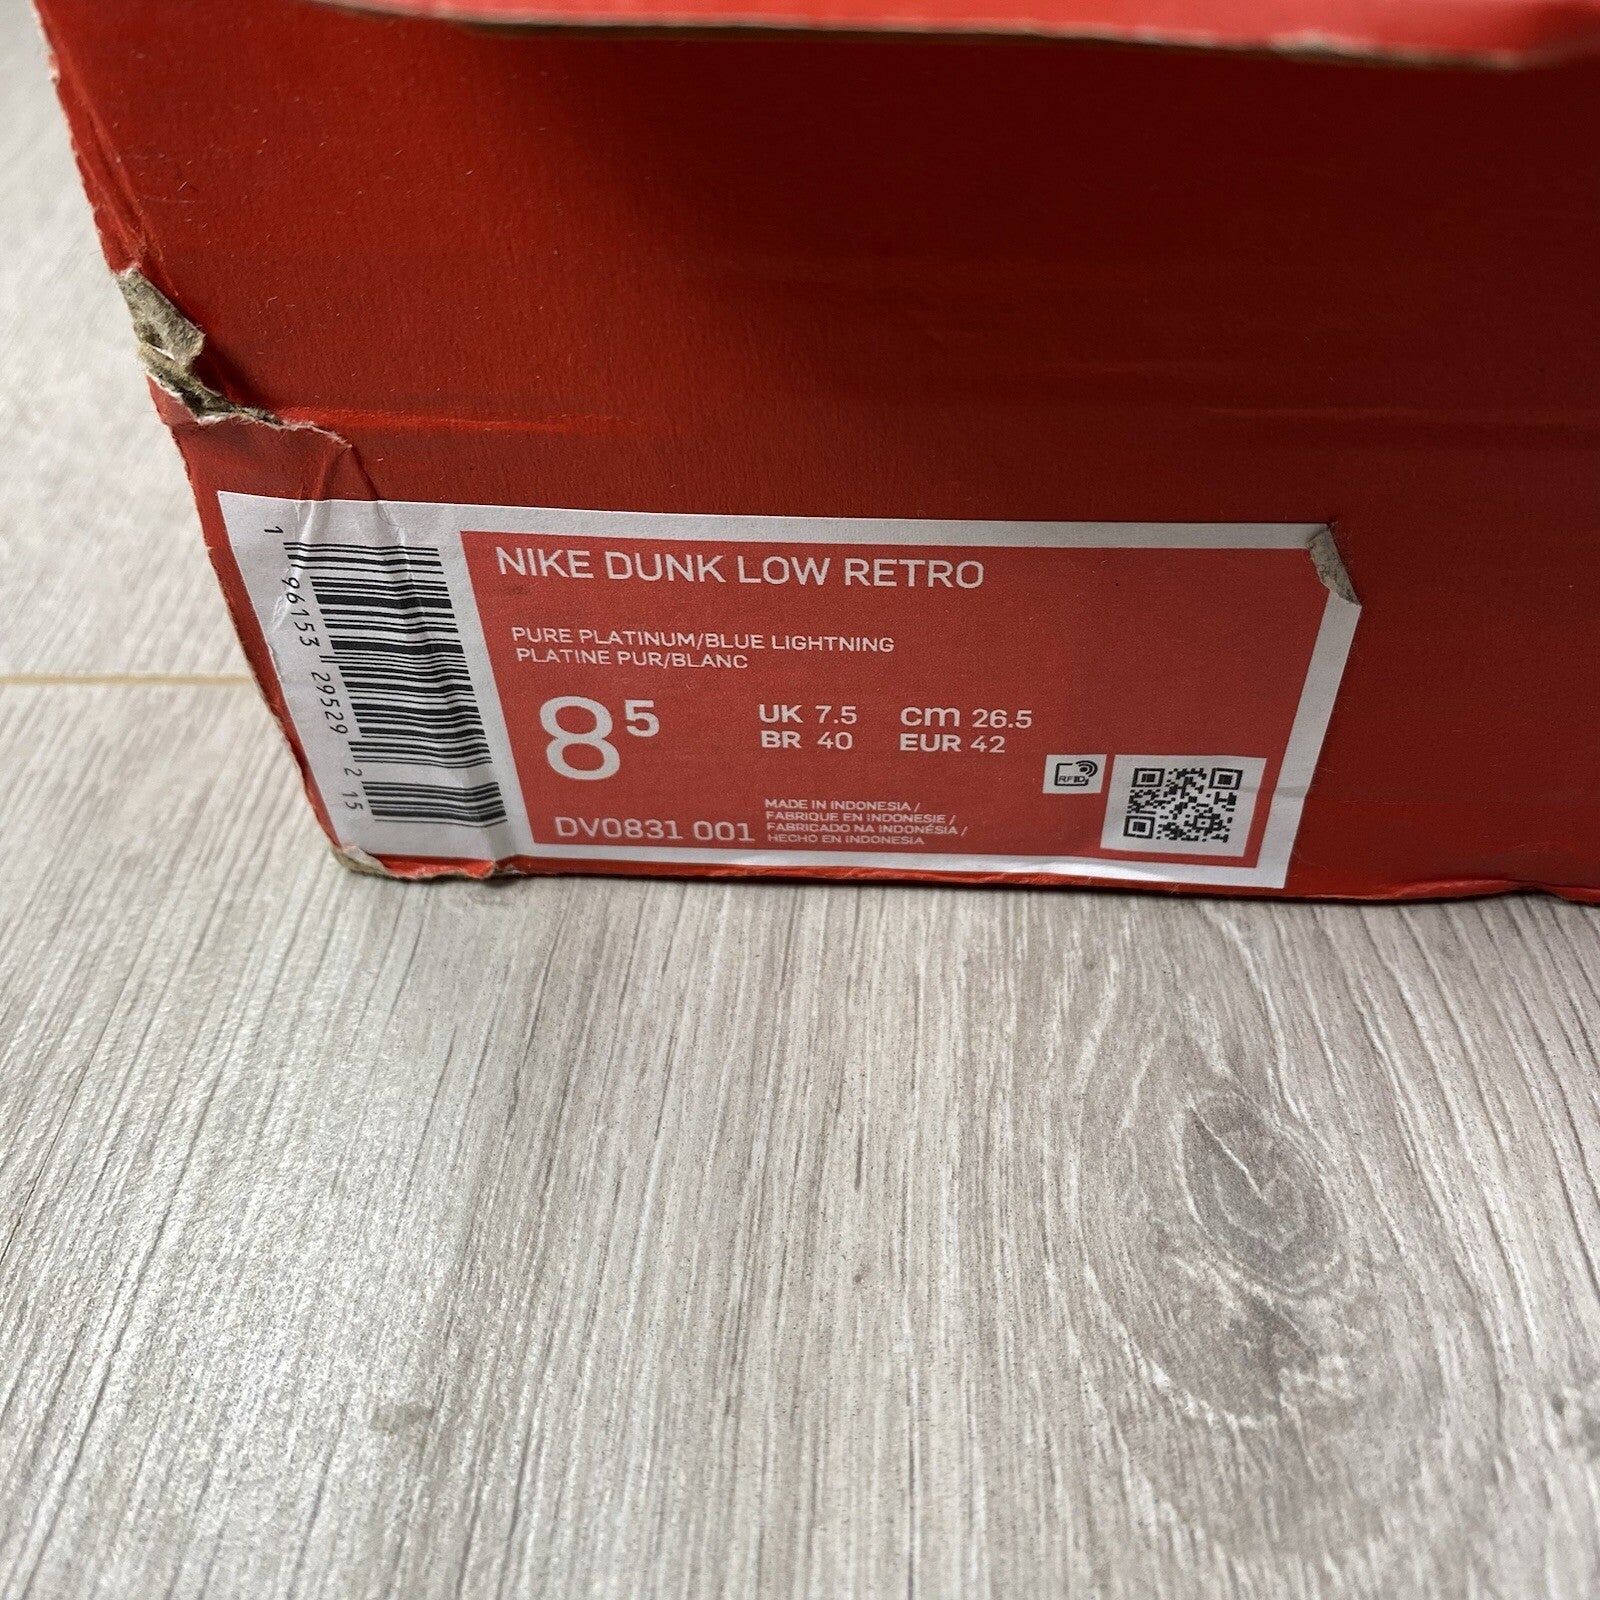 NIKE DUNK LOW RETRO
PURE PLATINUM/BLUE LIGHTNING
PLATINE PUR/BLANC
8⁵
UK 7.5 cm 26.5
BR 40 EUR 42
RFID
DV0831 001
MADE IN INDONESIA /
FABRIQUE EN INDONESIE /
FABRICADO NA INDONÉSIA /
HECHO EN INDONESIA
1 96153 29529 2 15